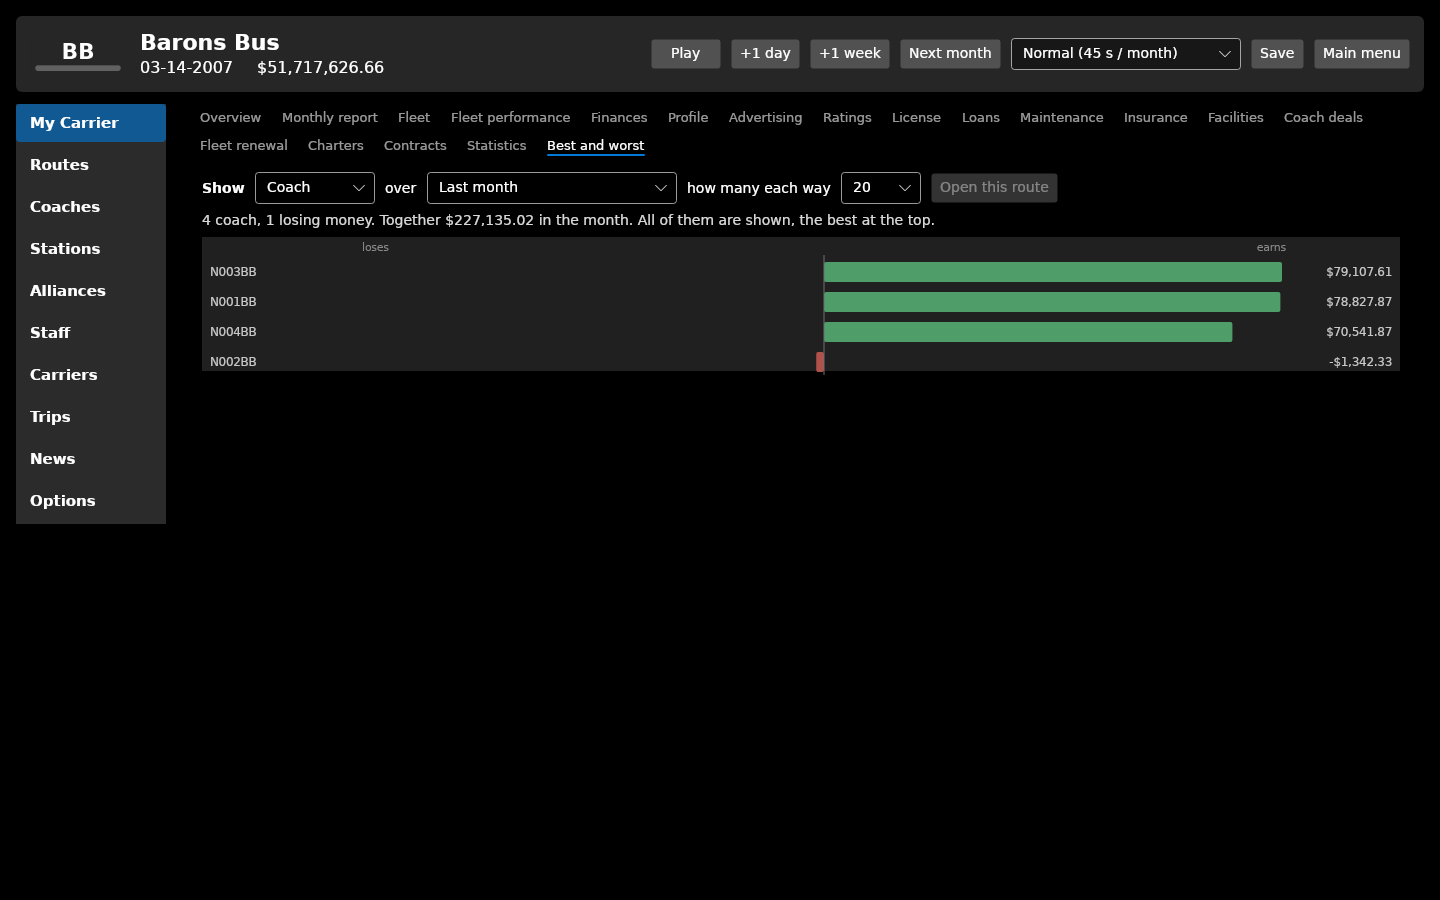 BB
Barons Bus
03-14-2007 $51,717,626.66
Play +1 day +1 week Next month Normal (45 s / month) Save Main menu
My Carrier
Routes
Coaches
Stations
Alliances
Staff
Carriers
Trips
News
Options
Overview Monthly report Fleet Fleet performance Finances Profile Advertising Ratings License Loans Maintenance Insurance Facilities Coach deals
Fleet renewal Charters Contracts Statistics Best and worst
Show Coach over Last month how many each way 20 Open this route
4 coach, 1 losing money. Together $227,135.02 in the month. All of them are shown, the best at the top.
loses earns
N003BB $79,107.61
N001BB $78,827.87
N004BB $70,541.87
N002BB -$1,342.33